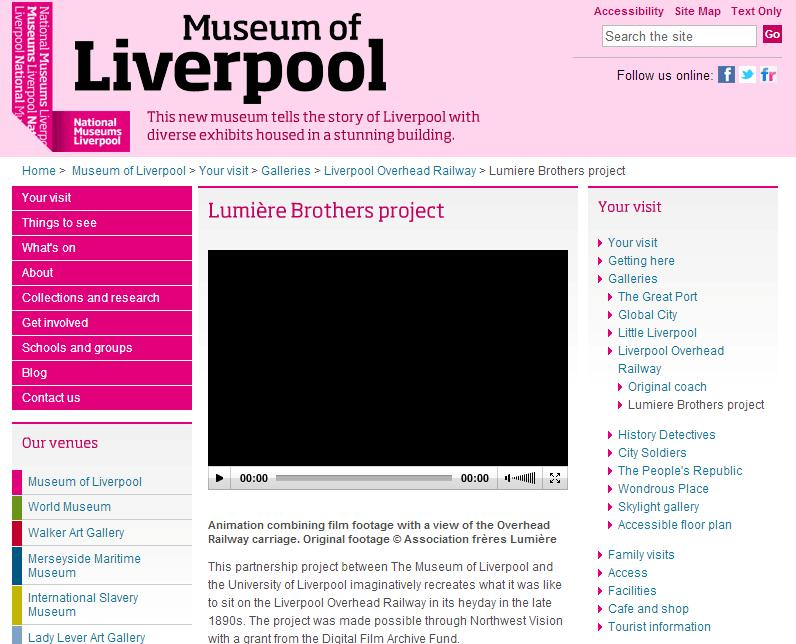 Accessibility Site Map Text Only
Search the site Go
Follow us online:
National Museums Liverpool
Museum of
Liverpool
National
Museums
Liverpool
This new museum tells the story of Liverpool with
diverse exhibits housed in a stunning building.
Home > Museum of Liverpool > Your visit > Galleries > Liverpool Overhead Railway > Lumiere Brothers project
Your visit
Things to see
What's on
About
Collections and research
Get involved
Schools and groups
Blog
Contact us
Our venues
Museum of Liverpool
World Museum
Walker Art Gallery
Merseyside Maritime
Museum
International Slavery
Museum
Lady Lever Art Gallery
Lumière Brothers project
00:00 00:00
Animation combining film footage with a view of the Overhead
Railway carriage. Original footage © Association frères Lumière
This partnership project between The Museum of Liverpool and
the University of Liverpool imaginatively recreates what it was like
to sit on the Liverpool Overhead Railway in its heyday in the late
1890s. The project was made possible through Northwest Vision
with a grant from the Digital Film Archive Fund.
Your visit
Your visit
Getting here
Galleries
The Great Port
Global City
Little Liverpool
Liverpool Overhead
Railway
Original coach
Lumiere Brothers project
History Detectives
City Soldiers
The People's Republic
Wondrous Place
Skylight gallery
Accessible floor plan
Family visits
Access
Facilities
Cafe and shop
Tourist information